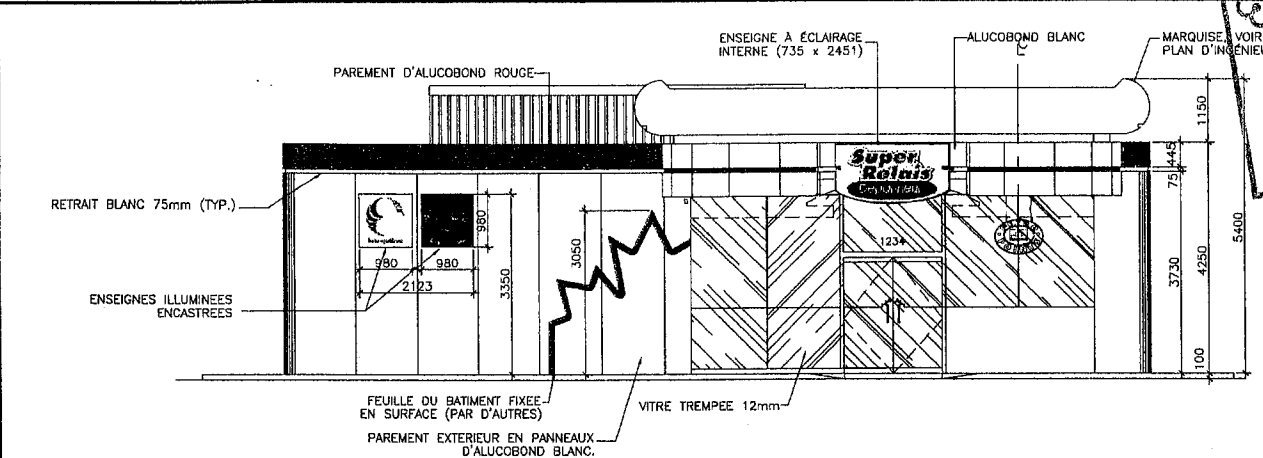 ENSEIGNE À ÉCLAIRAGE
INTERNE (735 x 2451)
ALUCOBOND BLANC
MARQUISE, VOIR
PLAN D'INGÉNIEU
PAREMENT D'ALUCOBOND ROUGE
RETRAIT BLANC 75mm (TYP.)
Super
Relais
1234
980
980
980
2123
3350
3050
1150
445
75
3730
4250
5400
100
ENSEIGNES ILLUMINEES
ENCASTREES
FEUILLE DU BATIMENT FIXEE
EN SURFACE (PAR D'AUTRES)
VITRE TREMPEE 12mm
PAREMENT EXTERIEUR EN PANNEAUX
D'ALUCOBOND BLANC.